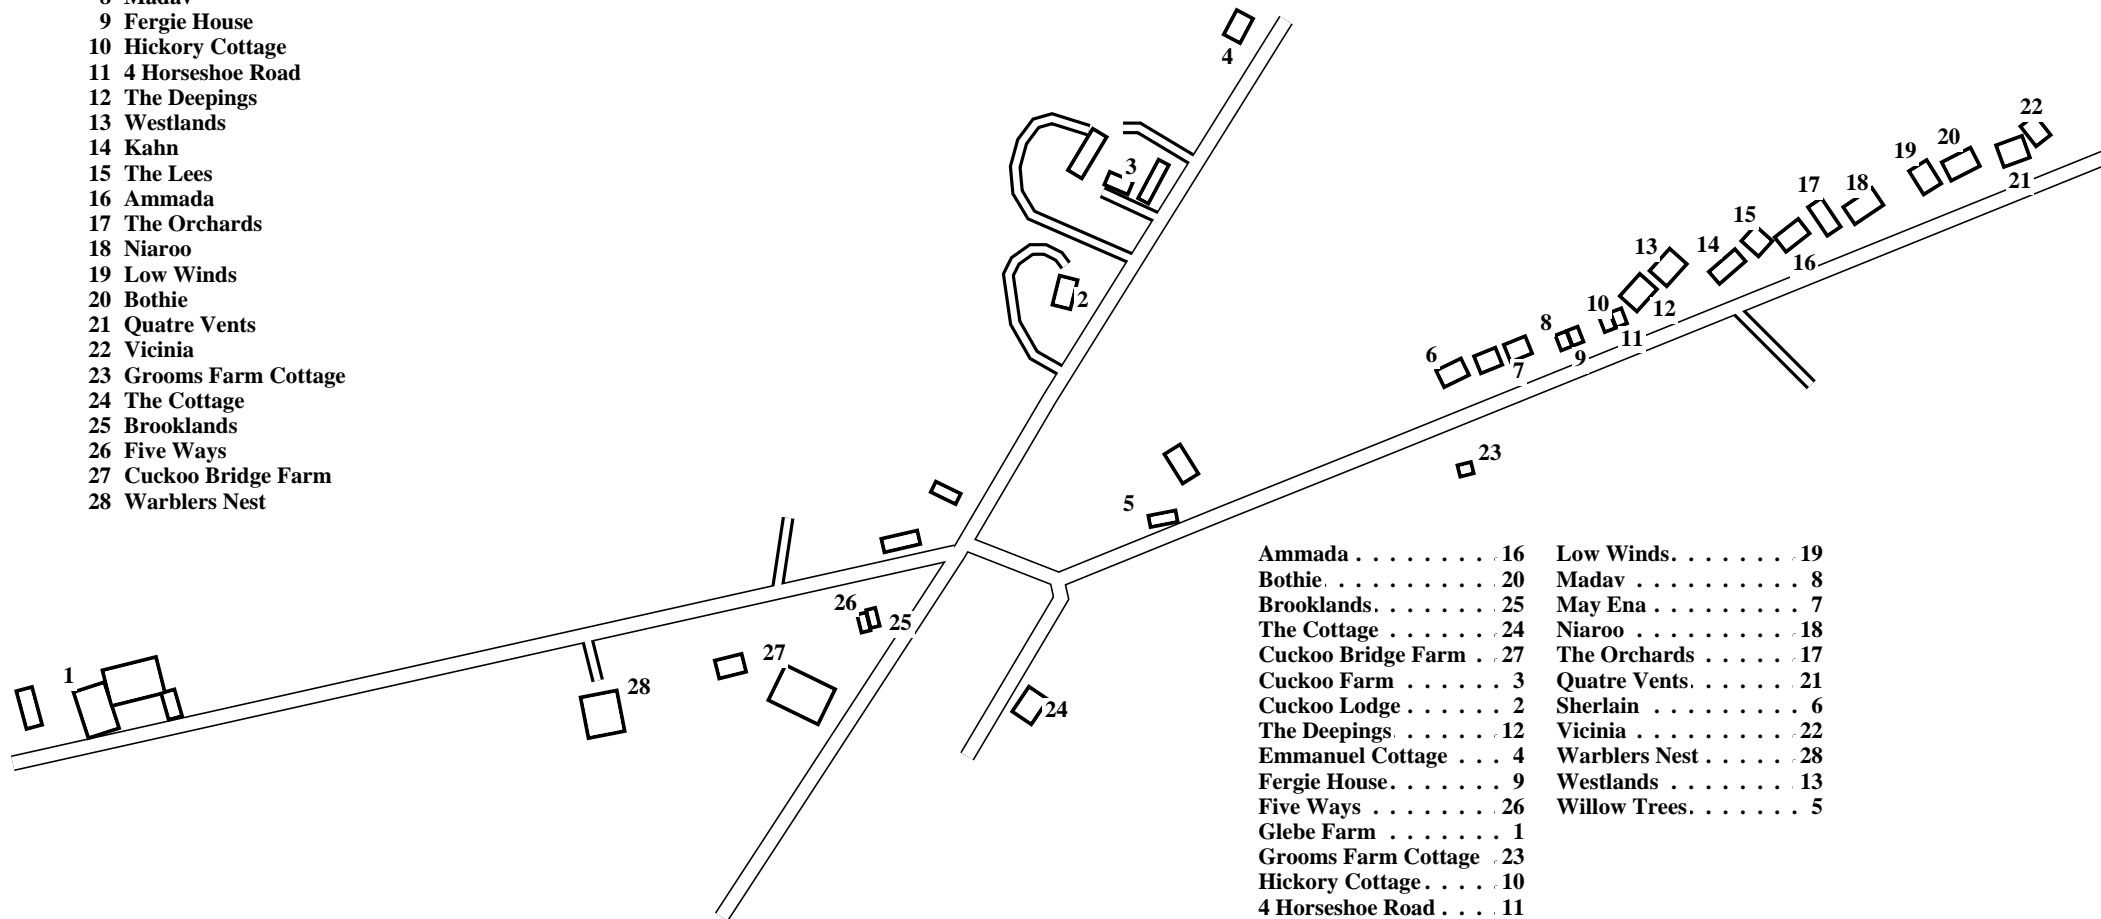 8 Madav
9 Fergie House
10 Hickory Cottage
11 4 Horseshoe Road
12 The Deepings
13 Westlands
14 Kahn
15 The Lees
16 Ammada
17 The Orchards
18 Niaroo
19 Low Winds
20 Bothie
21 Quatre Vents
22 Vicinia
23 Grooms Farm Cottage
24 The Cottage
25 Brooklands
26 Five Ways
27 Cuckoo Bridge Farm
28 Warblers Nest
4
3
2
22
20
19
21
18
17
15
16
14
13
12
10
11
8
9
6
7
23
5
26
25
27
28
1
24
Ammada . . . . . . . . . 16
Bothie . . . . . . . . . . . 20
Brooklands . . . . . . . . 25
The Cottage . . . . . . . 24
Cuckoo Bridge Farm . 27
Cuckoo Farm . . . . . . 3
Cuckoo Lodge . . . . . . 2
The Deepings . . . . . . . 12
Emmanuel Cottage . . . 4
Fergie House . . . . . . . 9
Five Ways . . . . . . . . 26
Glebe Farm . . . . . . . 1
Grooms Farm Cottage . 23
Hickory Cottage . . . . . 10
4 Horseshoe Road . . . . 11
Low Winds . . . . . . . . 19
Madav . . . . . . . . . . 8
May Ena . . . . . . . . . 7
Niaroo . . . . . . . . . . 18
The Orchards . . . . . . 17
Quatre Vents . . . . . . . 21
Sherlain . . . . . . . . . 6
Vicinia . . . . . . . . . . 22
Warblers Nest . . . . . . 28
Westlands . . . . . . . . 13
Willow Trees . . . . . . . 5